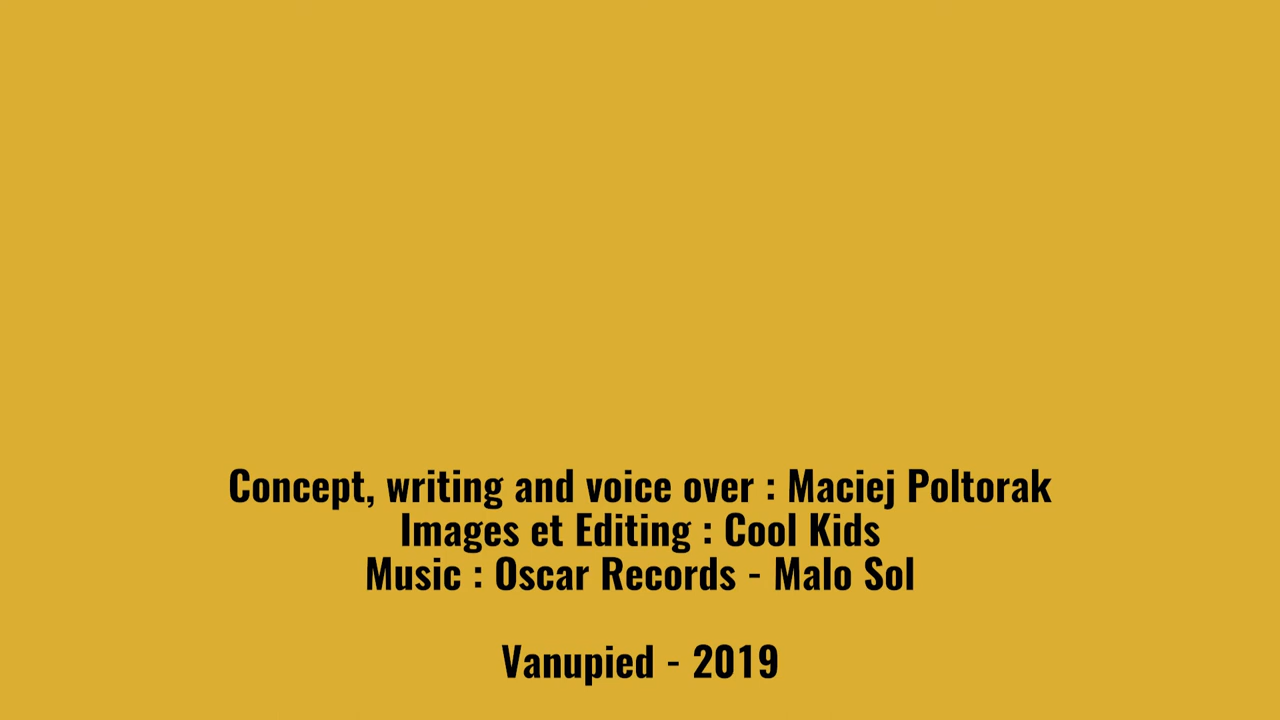 Concept, writing and voice over : Maciej Poltorak
Images et Editing : Cool Kids
Music : Oscar Records - Malo Sol
Vanupied - 2019